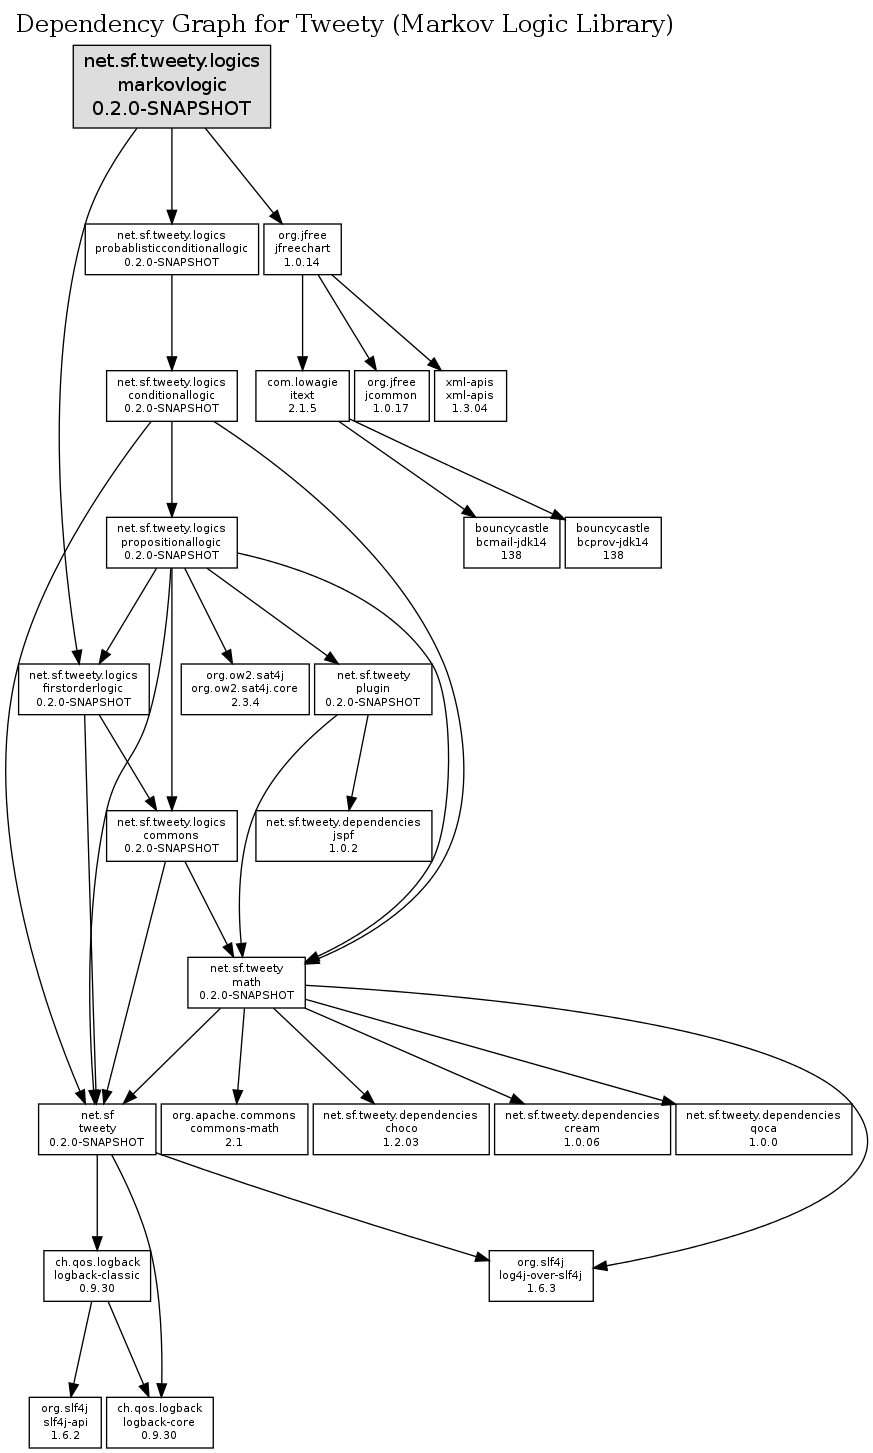 Dependency Graph for Tweety (Markov Logic Library)
net.sf.tweety.logics
markovlogic
0.2.0-SNAPSHOT
net.sf.tweety.logics
probablisticconditionallogic
0.2.0-SNAPSHOT
org.jfree
jfreechart
1.0.14
net.sf.tweety.logics
conditionallogic
0.2.0-SNAPSHOT
com.lowagie
itext
2.1.5
org.jfree
jcommon
1.0.17
xml-apis
xml-apis
1.3.04
net.sf.tweety.logics
propositionallogic
0.2.0-SNAPSHOT
bouncycastle
bcmail-jdk14
138
bouncycastle
bcprov-jdk14
138
net.sf.tweety.logics
firstorderlogic
0.2.0-SNAPSHOT
org.ow2.sat4j
org.ow2.sat4j.core
2.3.4
net.sf.tweety
plugin
0.2.0-SNAPSHOT
net.sf.tweety.logics
commons
0.2.0-SNAPSHOT
net.sf.tweety.dependencies
jspf
1.0.2
net.sf.tweety
math
0.2.0-SNAPSHOT
net.sf
tweety
0.2.0-SNAPSHOT
org.apache.commons
commons-math
2.1
net.sf.tweety.dependencies
choco
1.2.03
net.sf.tweety.dependencies
cream
1.0.06
net.sf.tweety.dependencies
qoca
1.0.0
ch.qos.logback
logback-classic
0.9.30
org.slf4j
log4j-over-slf4j
1.6.3
org.slf4j
slf4j-api
1.6.2
ch.qos.logback
logback-core
0.9.30